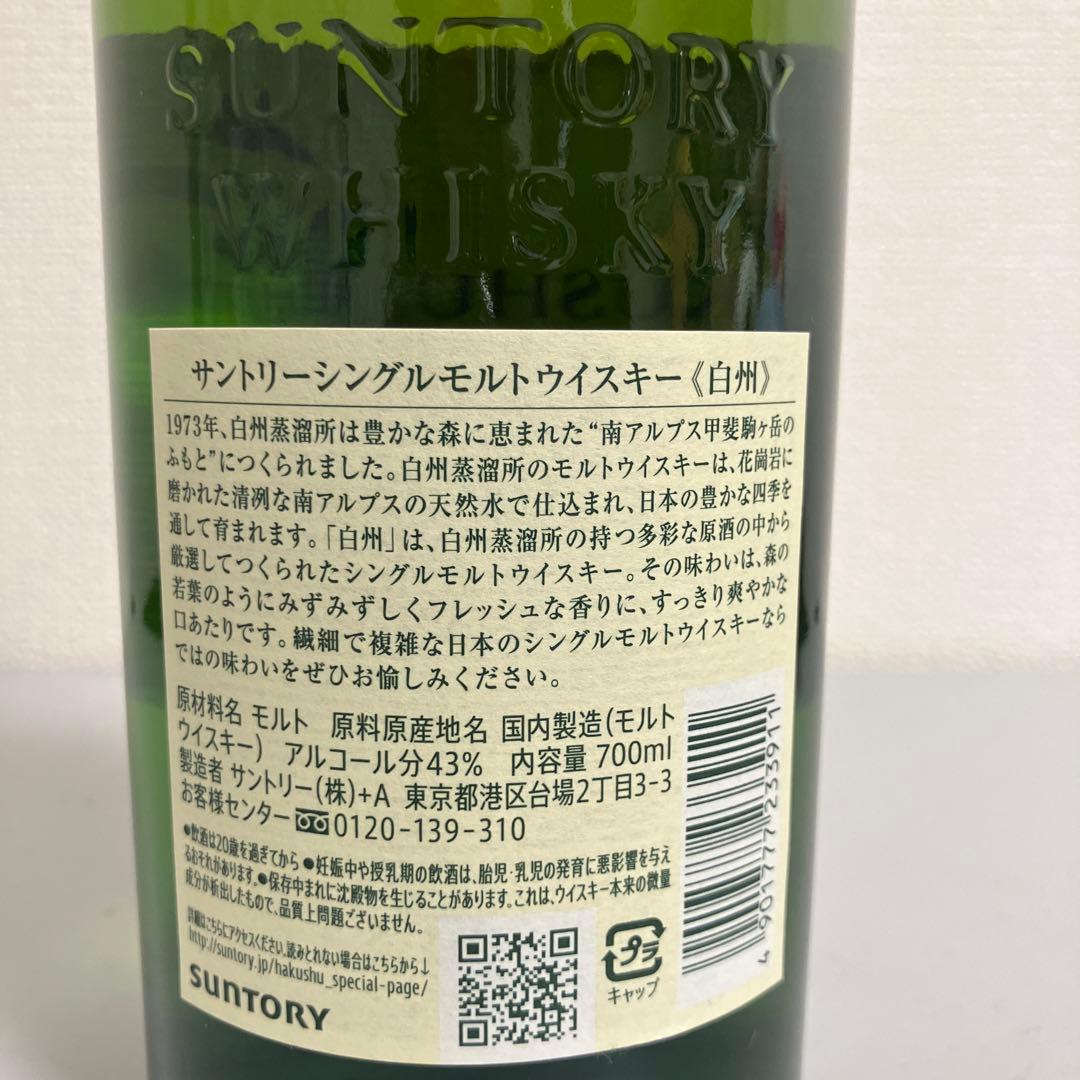 SUNTORY
WHISKY
サントリーシングルモルトウイスキー《白州》
1973年、白州蒸溜所は豊かな森に恵まれた“南アルプス甲斐駒ヶ岳の
ふもと”につくられました。白州蒸溜所のモルトウイスキーは、花崗岩に
磨かれた清冽な南アルプスの天然水で仕込まれ、日本の豊かな四季を
通して育まれます。「白州」は、白州蒸溜所の持つ多彩な原酒の中から
厳選してつくられたシングルモルトウイスキー。その味わいは、森の
若葉のようにみずみずしくフレッシュな香りに、すっきり爽やかな
口あたりです。繊細で複雑な日本のシングルモルトウイスキーなら
ではの味わいをぜひお愉しみください。
原材料名 モルト 原料原産地名 国内製造(モルト
ウイスキー) アルコール分43% 内容量 700ml
製造者 サントリー(株)+A 東京都港区台場2丁目3-3
お客様センター 0120-139-310
●飲酒は20歳を過ぎてから ●妊娠中や授乳期の飲酒は、胎児・乳児の発育に悪影響を与え
るおそれがあります。●保存中まれに沈殿物を生じることがあります。これは、ウイスキー本来の微量
成分が析出したもので、品質上問題ございません。
詳細はこちらにアクセスください。読みとれない場合はこちらから↓
http://suntory.jp/hakushu_special-page/
SUNTORY
プラ
キャップ
4 901777 233911